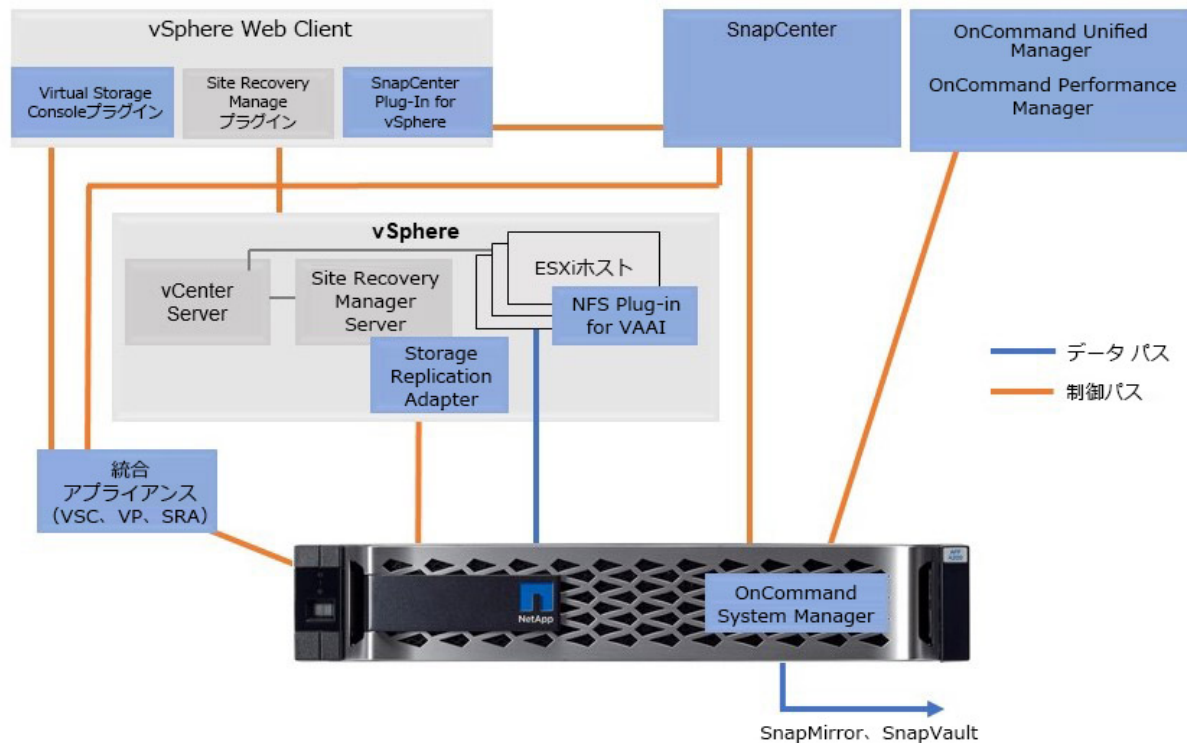 vSphere Web Client
Virtual Storage
Consoleプラグイン
Site Recovery
Manage
プラグイン
SnapCenter
Plug-In for
vSphere
SnapCenter
OnCommand Unified
Manager
OnCommand Performance
Manager
vSphere
vCenter
Server
Site Recovery
Manager
Server
Storage
Replication
Adapter
ESXiホスト
NFS Plug-in
for VAAI
データ パス
制御パス
統合
アプライアンス
（VSC、VP、SRA）
NetApp
AFF
A200
OnCommand
System Manager
SnapMirror、SnapVault